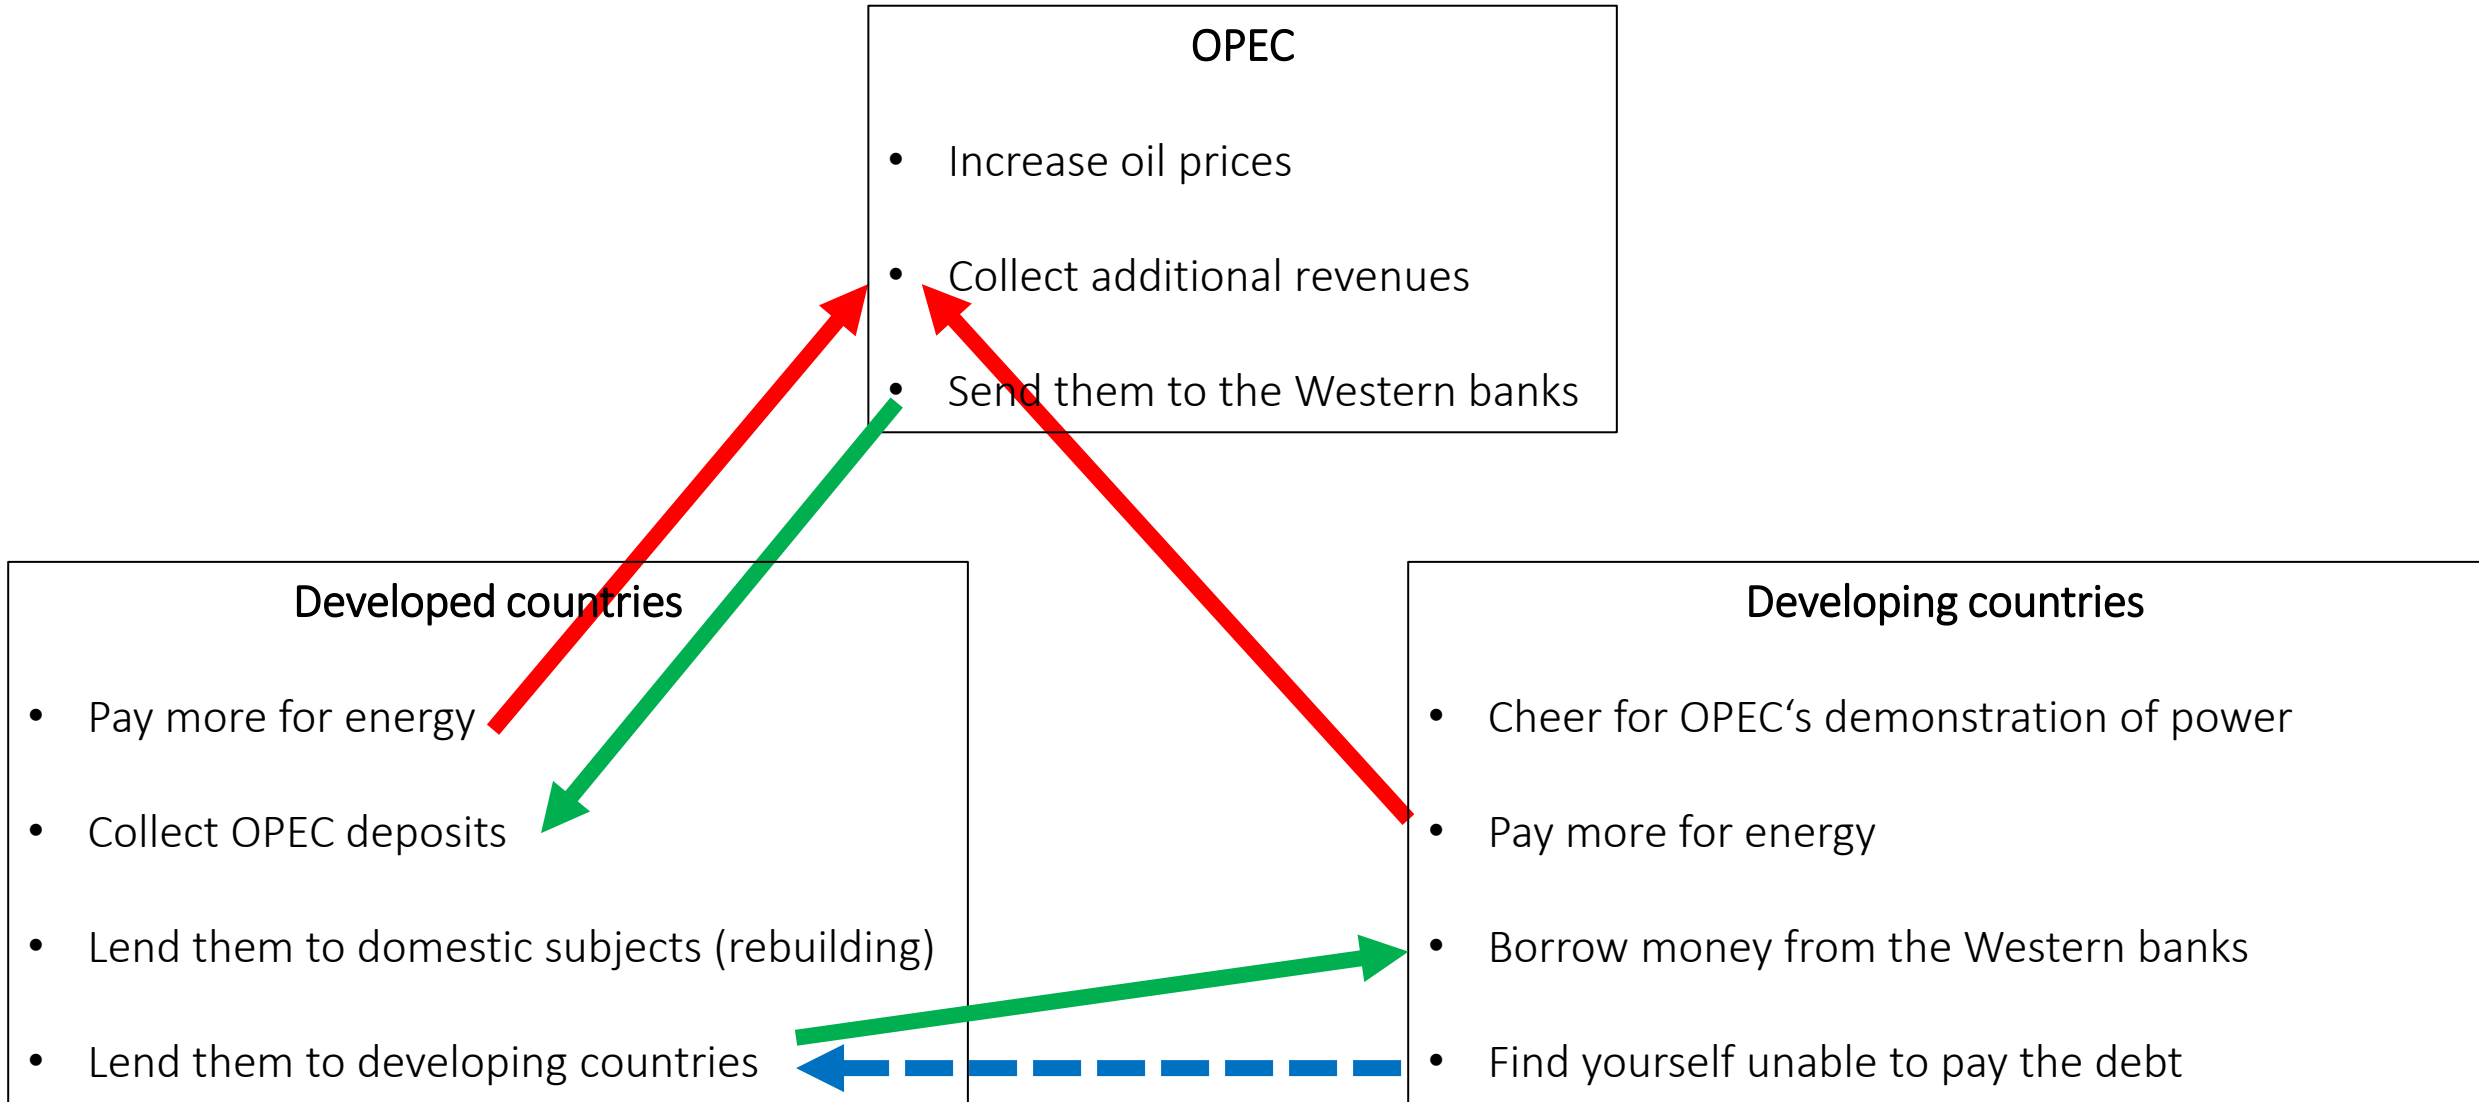 OPEC
• Increase oil prices
• Collect additional revenues
• Send them to the Western banks
Developed countries
• Pay more for energy
• Collect OPEC deposits
• Lend them to domestic subjects (rebuilding)
• Lend them to developing countries
Developing countries
• Cheer for OPEC‘s demonstration of power
• Pay more for energy
• Borrow money from the Western banks
• Find yourself unable to pay the debt